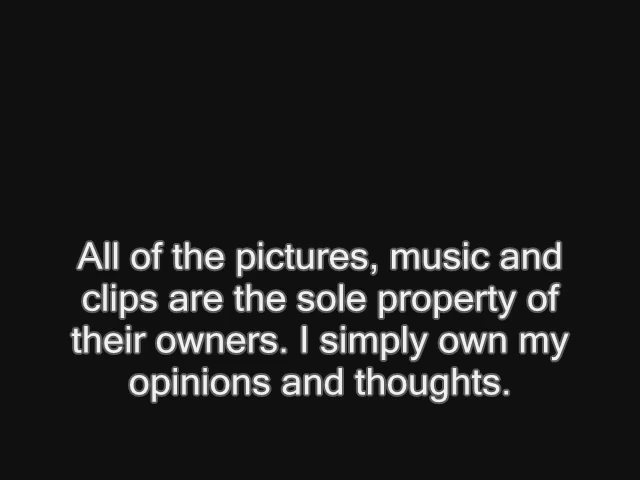 All of the pictures, music and
clips are the sole property of
their owners. I simply own my
opinions and thoughts.